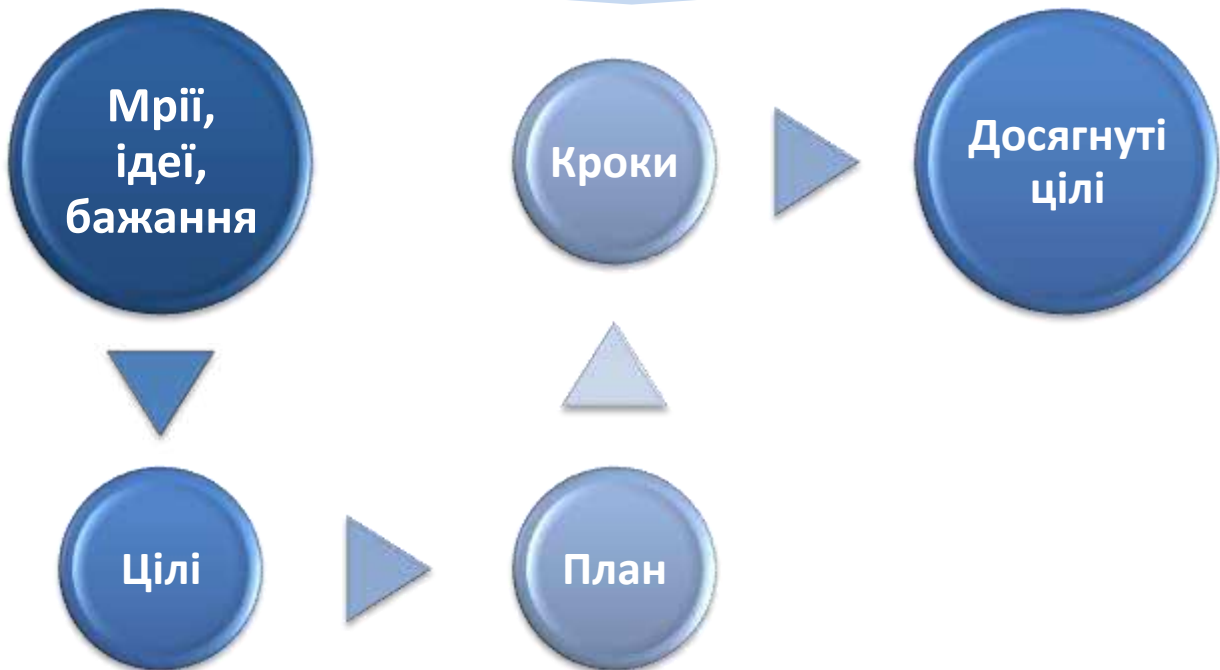 Мрії,
ідеї,
бажання
Цілі
План
Кроки
Досягнуті
цілі